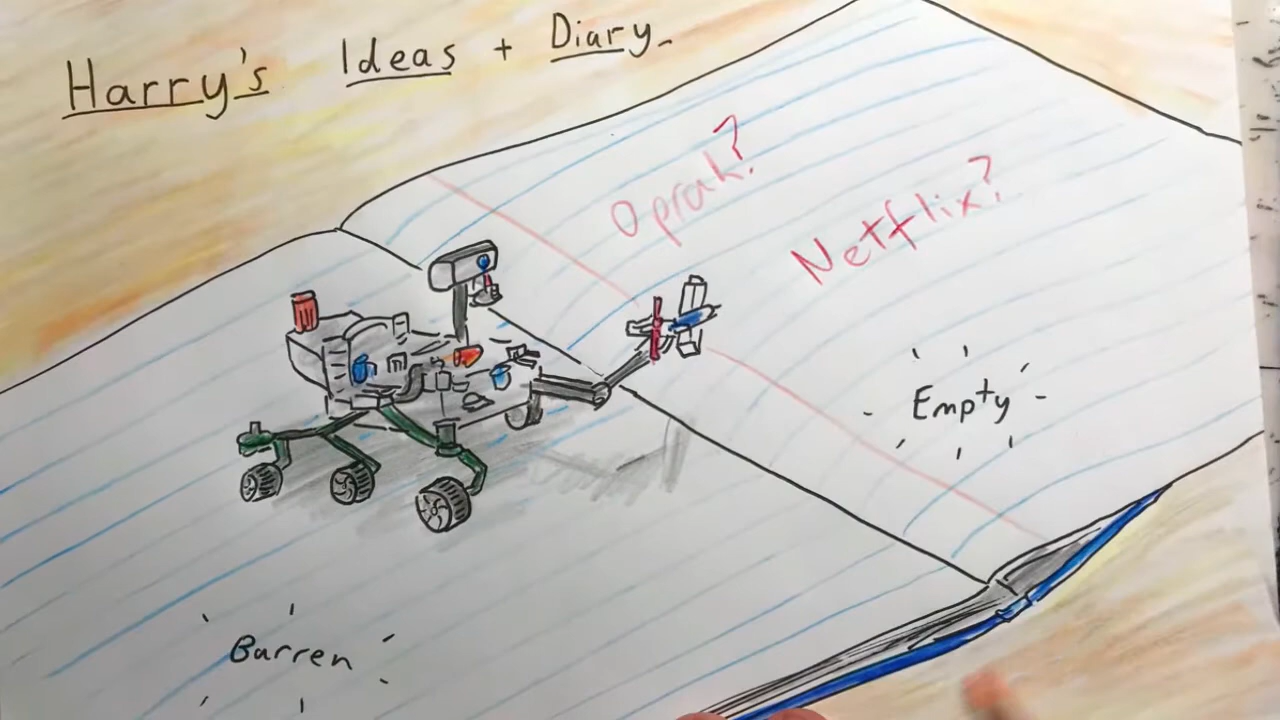 Harry's Ideas + Diary
Oprah?
Netflix?
Empty
Barren